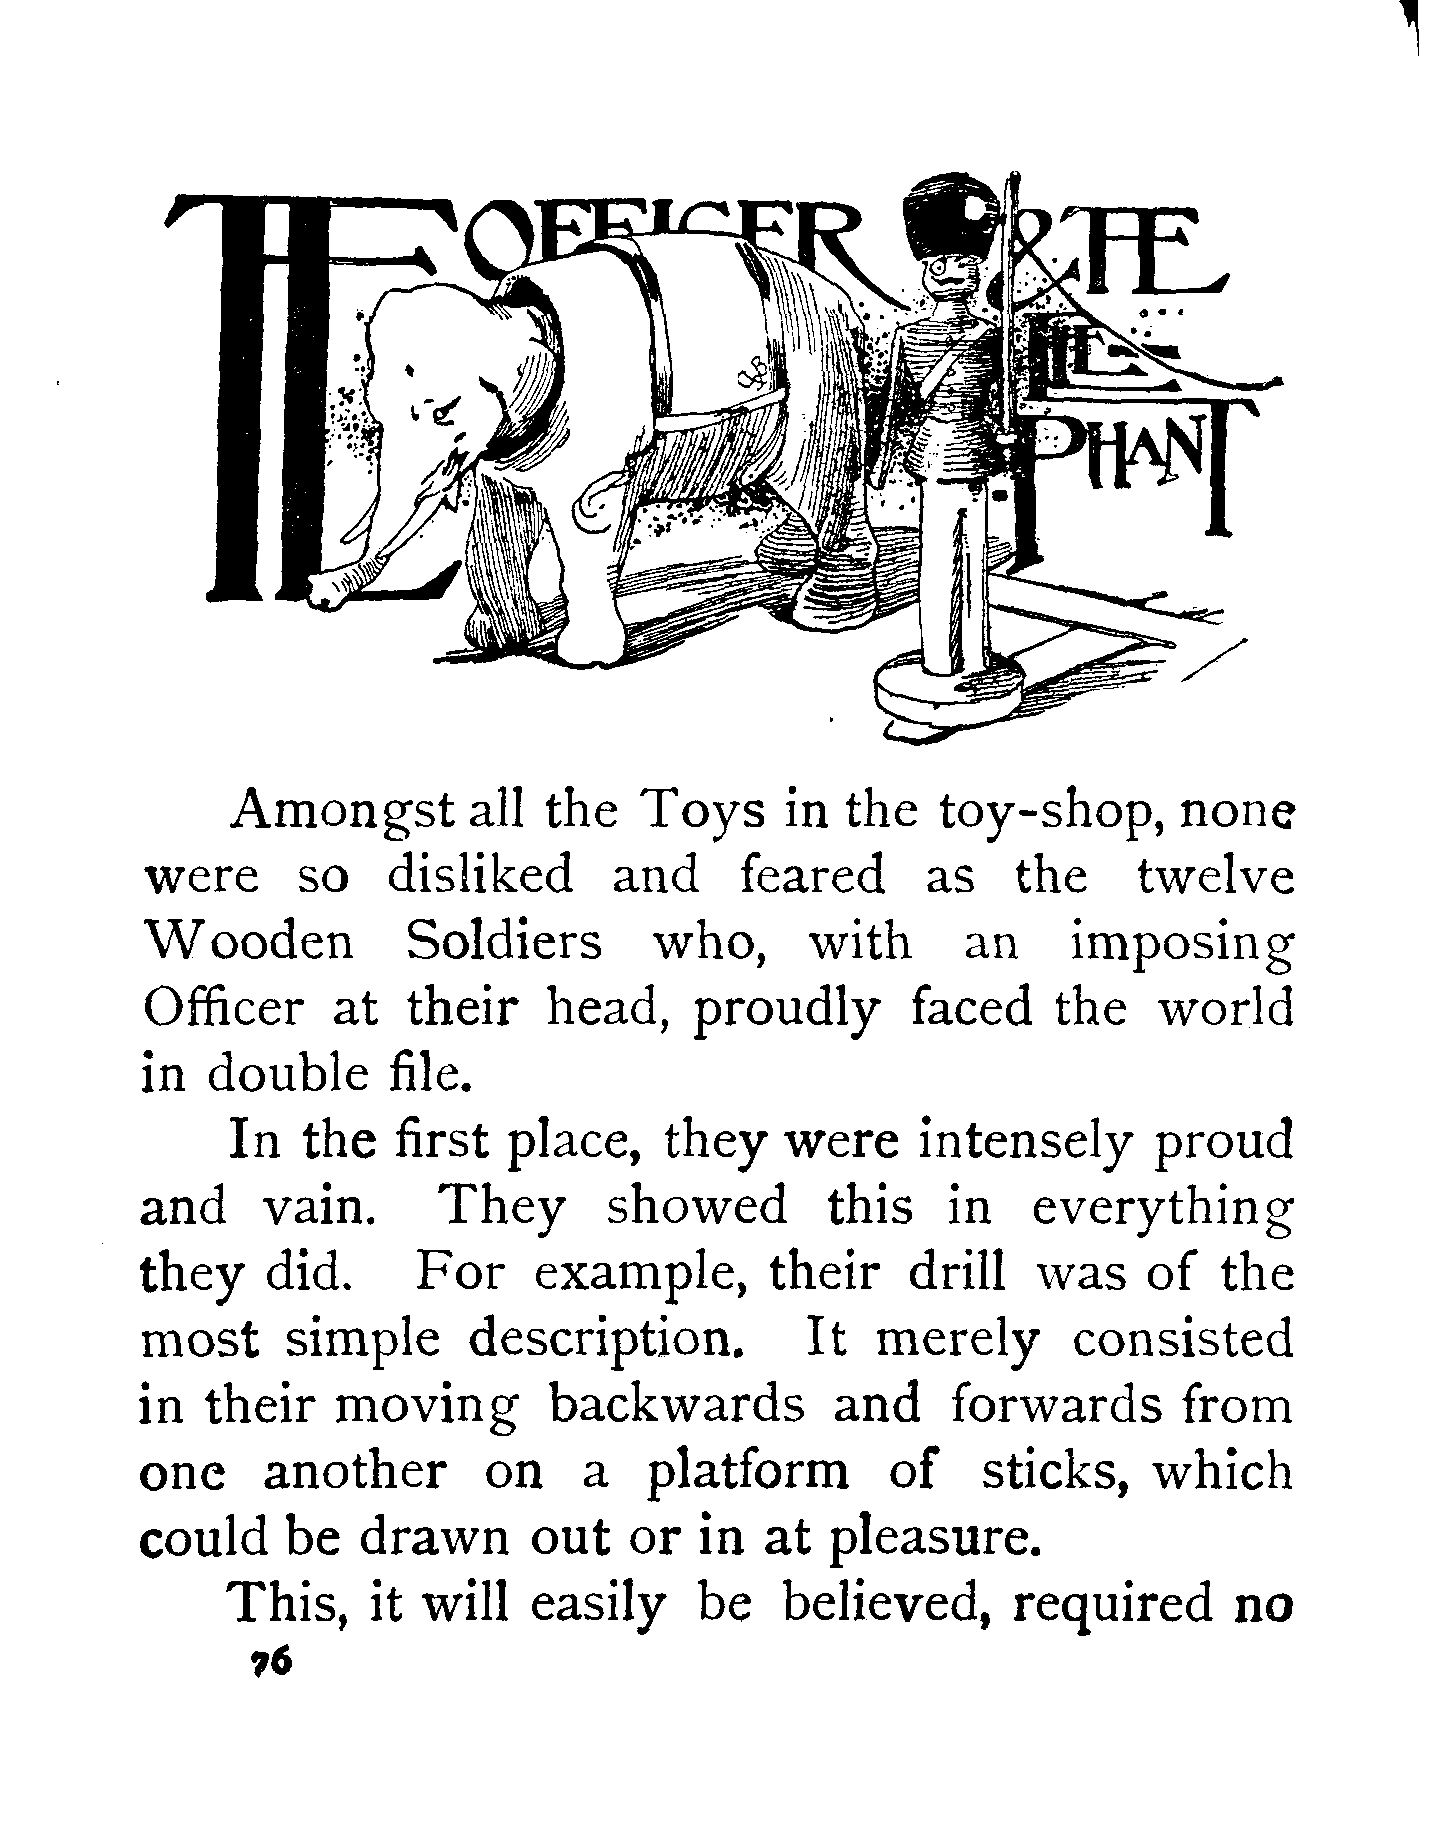 THE OFFICER & THE
ELE
PHANT
Amongst all the Toys in the toy-shop, none
were so disliked and feared as the twelve
Wooden Soldiers who, with an imposing
Officer at their head, proudly faced the world
in double file.
In the first place, they were intensely proud
and vain. They showed this in everything
they did. For example, their drill was of the
most simple description. It merely consisted
in their moving backwards and forwards from
one another on a platform of sticks, which
could be drawn out or in at pleasure.
This, it will easily be believed, required no
76